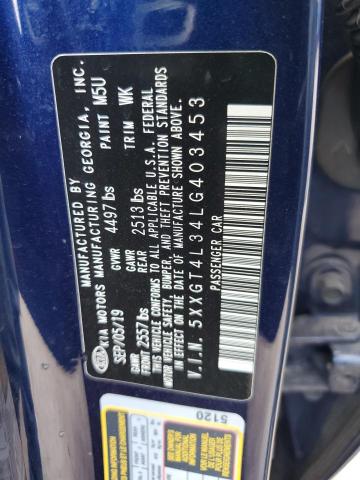 MANUFACTURED BY
KIA MOTORS MANUFACTURING GEORGIA, INC.
SEP/05/19 GVWR 4497 lbs PAINT M5U
GAWR FRONT 2557 lbs GAWR REAR 2513 lbs TRIM WK
THIS VEHICLE CONFORMS TO ALL APPLICABLE U.S.A. FEDERAL
MOTOR VEHICLE SAFETY, BUMPER, AND THEFT PREVENTION STANDARDS
IN EFFECT ON THE DATE OF MANUFACTURE SHOWN ABOVE.
V.I.N. 5XXGT4L34LG403453
PASSENGER CAR
5120